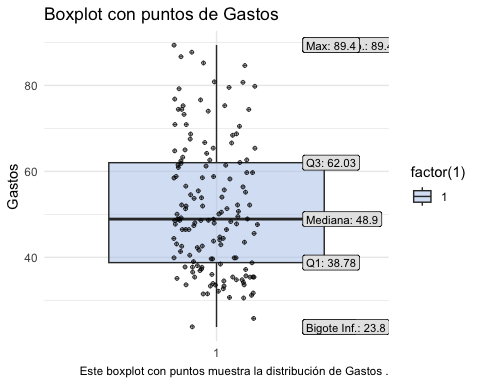 Boxplot con puntos de Gastos
Max: 89.4
.: 89.4
80
Q3: 62.03
60
factor(1)
1
Gastos
Mediana: 48.9
40
Q1: 38.78
Bigote Inf.: 23.8
1
Este boxplot con puntos muestra la distribución de Gastos .